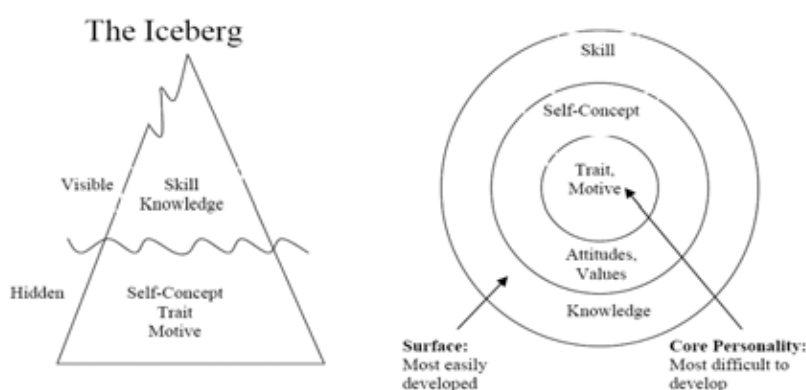 The Iceberg
Visible
Skill
Knowledge
Hidden
Self-Concept
Trait
Motive
Skill
Self-Concept
Trait,
Motive
Attitudes,
Values
Knowledge
Surface:
Most easily
developed
Core Personality:
Most difficult to
develop